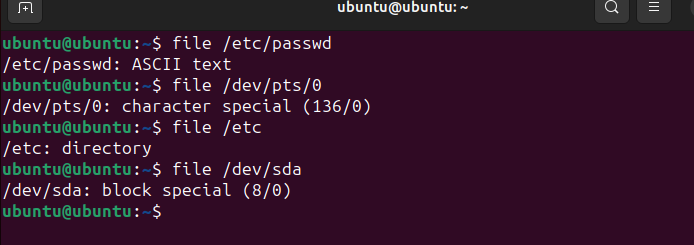 ubuntu@ubuntu: ~
ubuntu@ubuntu:~$ file /etc/passwd
/etc/passwd: ASCII text
ubuntu@ubuntu:~$ file /dev/pts/0
/dev/pts/0: character special (136/0)
ubuntu@ubuntu:~$ file /etc
/etc: directory
ubuntu@ubuntu:~$ file /dev/sda
/dev/sda: block special (8/0)
ubuntu@ubuntu:~$